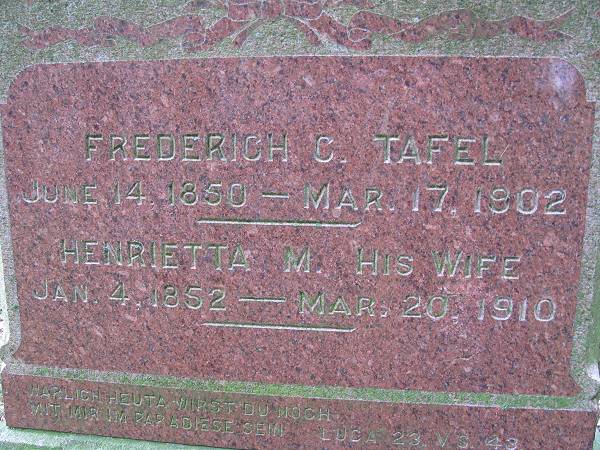 FREDERICH C. TAFEL
JUNE 14. 1850 — MAR. 17, 1902
HENRIETTA M. HIS WIFE
JAN. 4, 1852 — MAR. 20, 1910
HARLICH HEUTA WIRST DU NOCH
MIT MIR IM PARADIESE SEIN LUCA 23. VS. 43